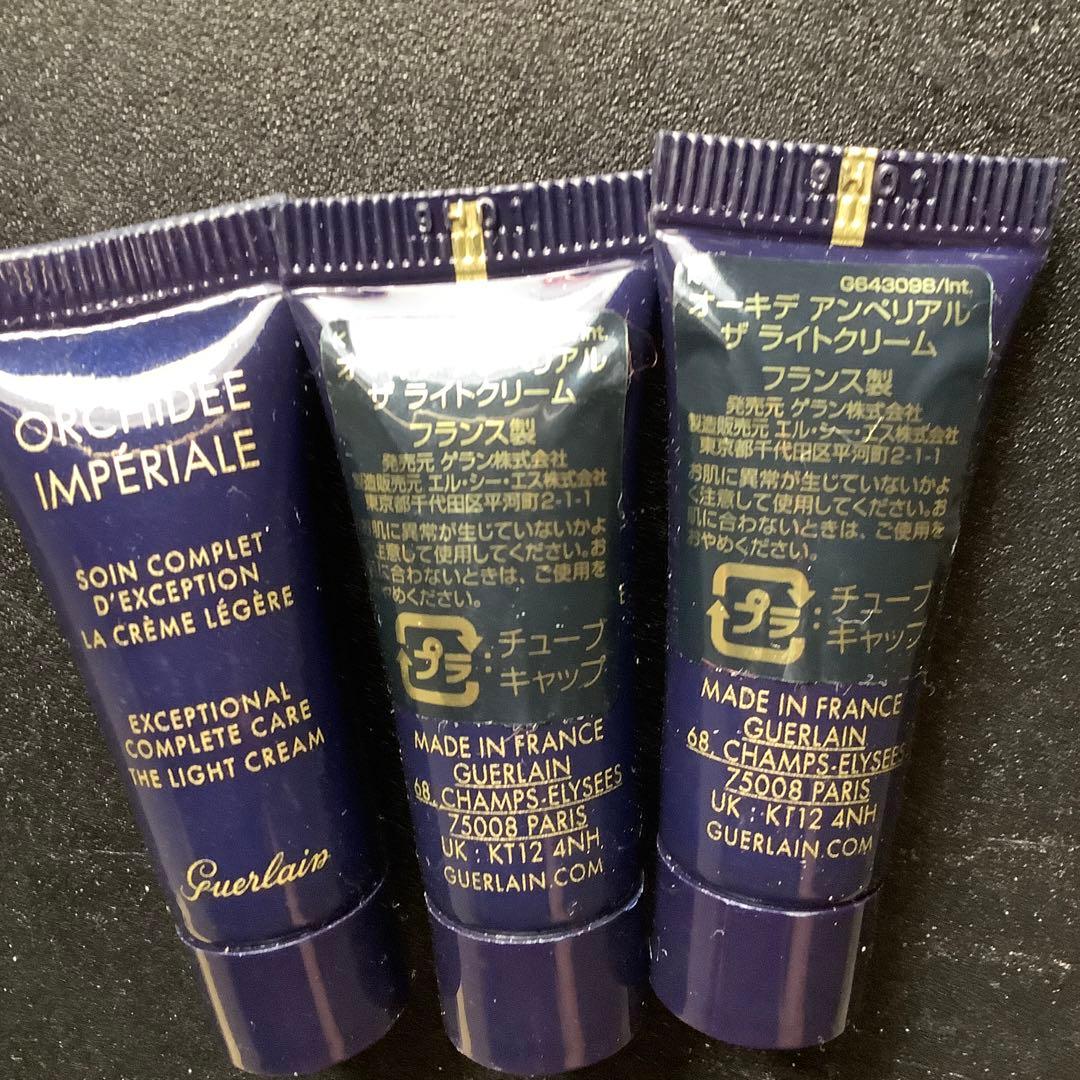 ORCHIDÉE
IMPÉRIALE
SOIN COMPLET
D'EXCEPTION
LA CRÈME LÉGÈRE
EXCEPTIONAL
COMPLETE CARE
THE LIGHT CREAM
Guerlain
Int.
ザ ライトクリーム
フランス製
発売元 ゲラン株式会社
製造販売元 エル・シー・エス株式会社
東京都千代田区平河町2-1-1
肌に異常が生じていないかよ
注意して使用してください。お
に合わないときは、ご使用を
やめください。
プラ : チューブ
キャップ
MADE IN FRANCE
GUERLAIN
68, CHAMPS-ELYSEES
75008 PARIS
UK : KT12 4NH
GUERLAIN.COM
G643096/Int.
オーキデ アンペリアル
ザ ライトクリーム
フランス製
発売元 ゲラン株式会社
製造販売元 エル・シー・エス株式会社
東京都千代田区平河町2-1-1
お肌に異常が生じていないかよ
く注意して使用してください。お
肌に合わないときは、ご使用を
おやめください。
プラ : チューブ
キャップ
MADE IN FRANCE
GUERLAIN
68, CHAMPS-ELYSEES
75008 PARIS
UK : KT12 4NH
GUERLAIN.COM